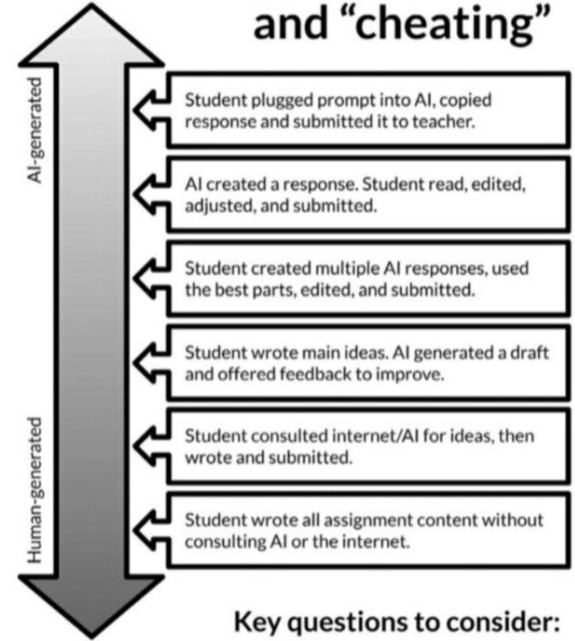 and “cheating”
AI-generated
Student plugged prompt into AI, copied
response and submitted it to teacher.
AI created a response. Student read, edited,
adjusted, and submitted.
Student created multiple AI responses, used
the best parts, edited, and submitted.
Student wrote main ideas. AI generated a draft
and offered feedback to improve.
Human-generated
Student consulted internet/AI for ideas, then
wrote and submitted.
Student wrote all assignment content without
consulting AI or the internet.
Key questions to consider: